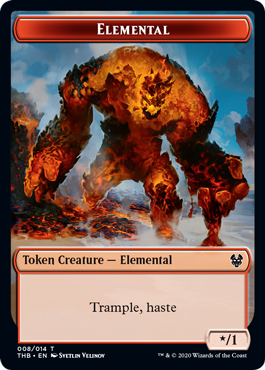 ELEMENTAL
Token Creature — Elemental
Trample, haste
*/1
008/014 T
THB • EN SVETLIN VELINOV
™ & © 2020 Wizards of the Coast